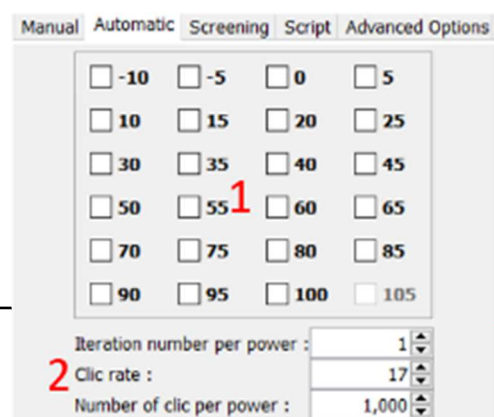 Manual Automatic Screening Script Advanced Options
-10 -5 0 5
10 15 20 25
30 35 40 45
50 55 1 60 65
70 75 80 85
90 95 100 105
Iteration number per power : 1
2 Clic rate : 17
Number of clic per power : 1,000